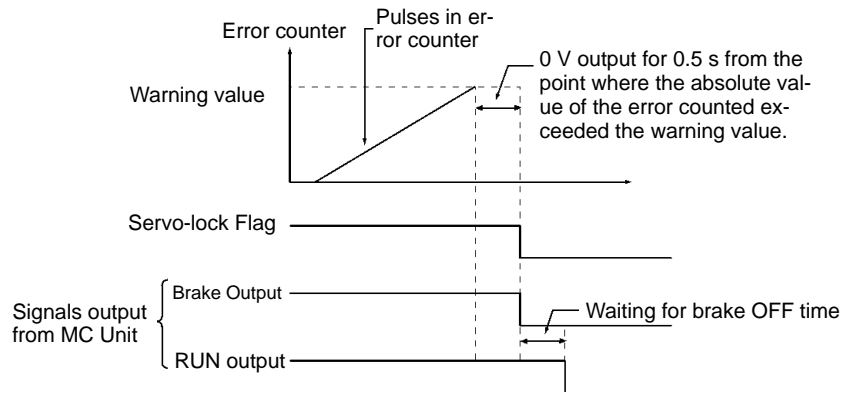 Error counter
Pulses in er-
ror counter
0 V output for 0.5 s from the
point where the absolute val-
ue of the error counted ex-
ceeded the warning value.
Warning value
Servo-lock Flag
Signals output
from MC Unit
Brake Output
Waiting for brake OFF time
RUN output